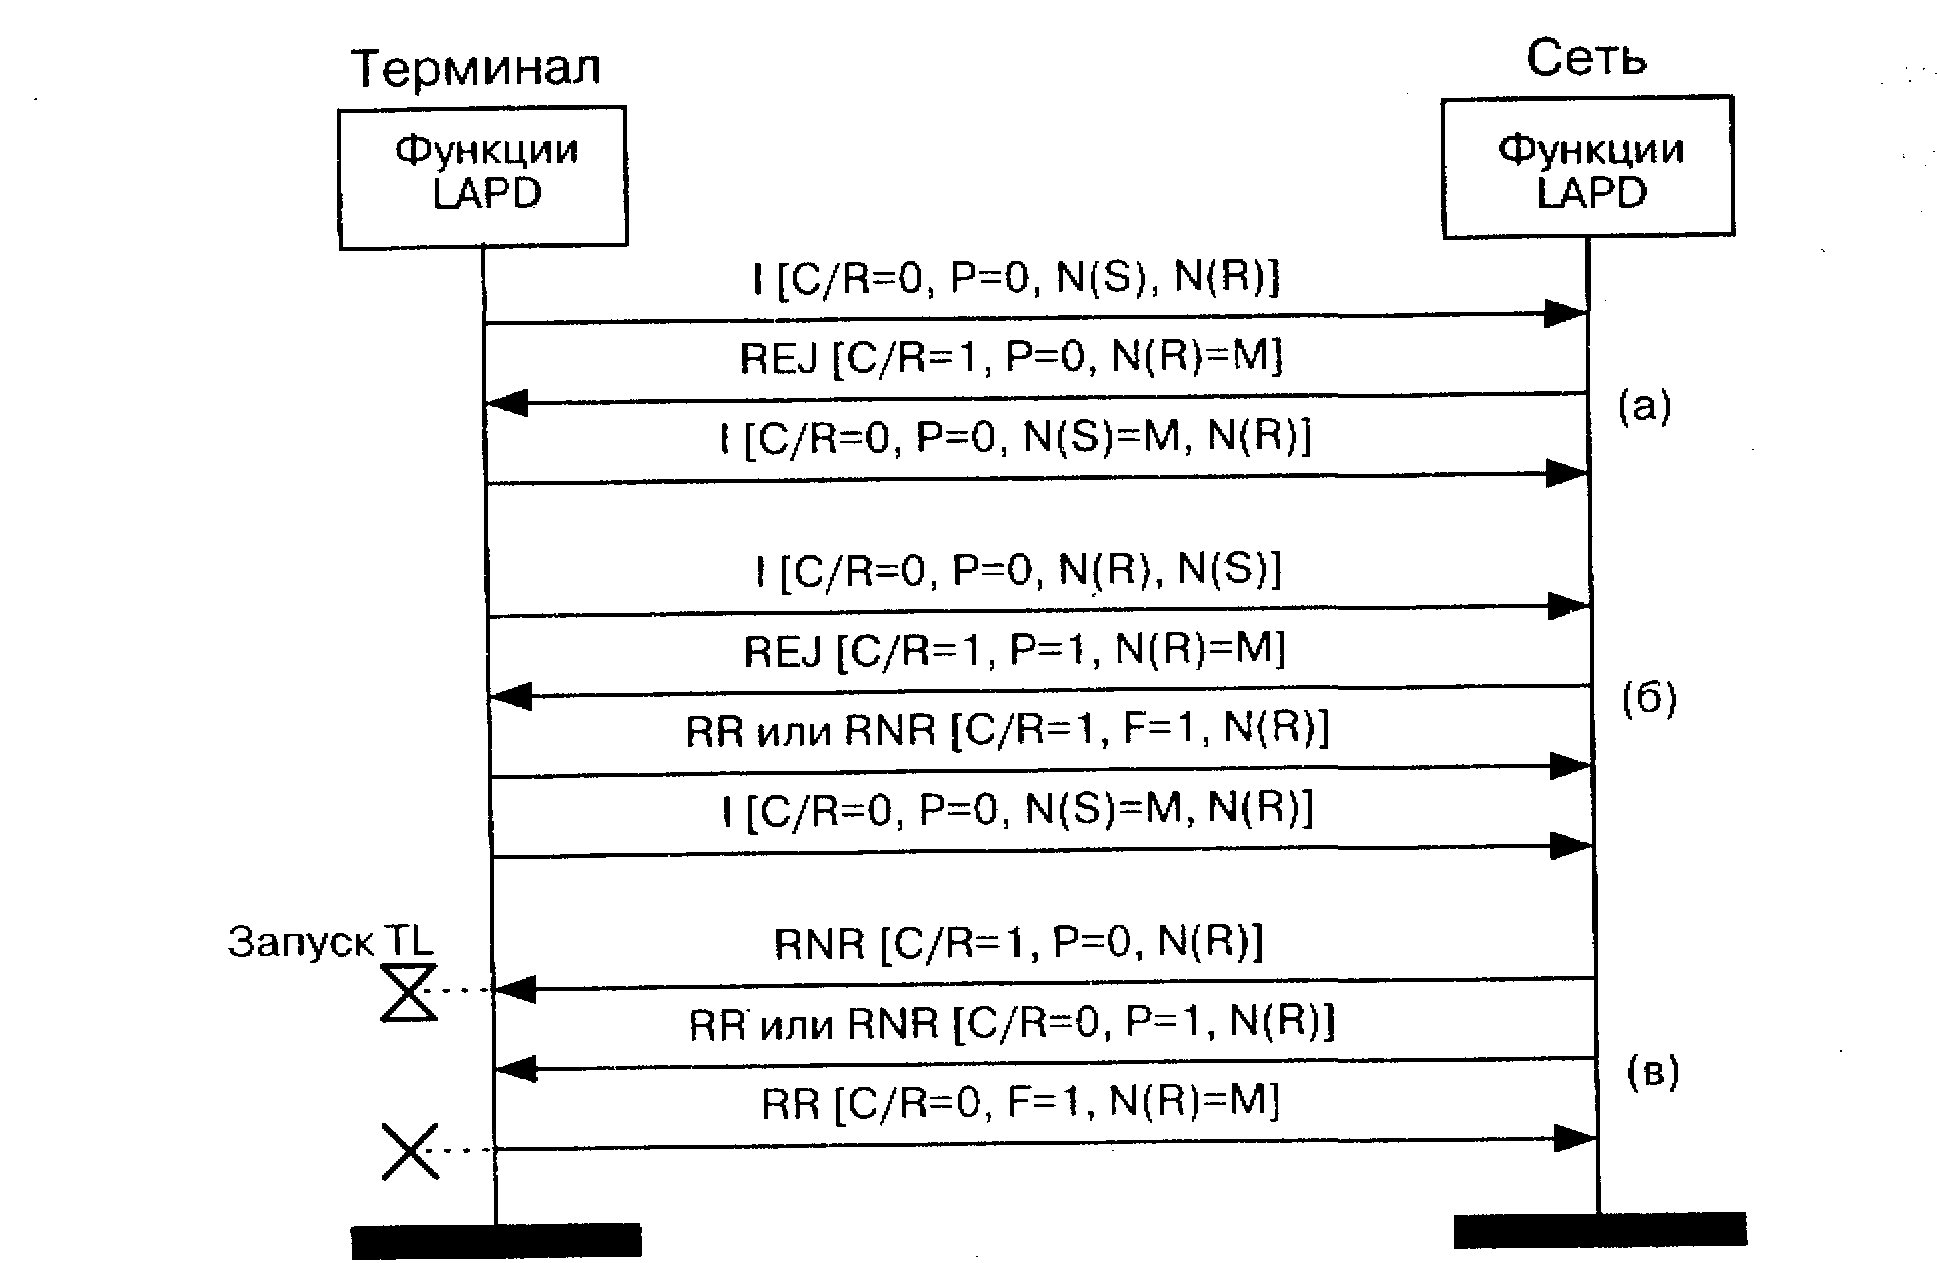 Терминал
Сеть
Функции
LAPD
Функции
LAPD
I [C/R=0, P=0, N(S), N(R)]
REJ [C/R=1, P=0, N(R)=M]
(а)
I [C/R=0, P=0, N(S)=M, N(R)]
I [C/R=0, P=0, N(R), N(S)]
REJ [C/R=1, P=1, N(R)=M]
(б)
RR или RNR [C/R=1, F=1, N(R)]
I [C/R=0, P=0, N(S)=M, N(R)]
Запуск TL
RNR [C/R=1, P=0, N(R)]
RR или RNR [C/R=0, P=1, N(R)]
(в)
RR [C/R=0, F=1, N(R)=M]